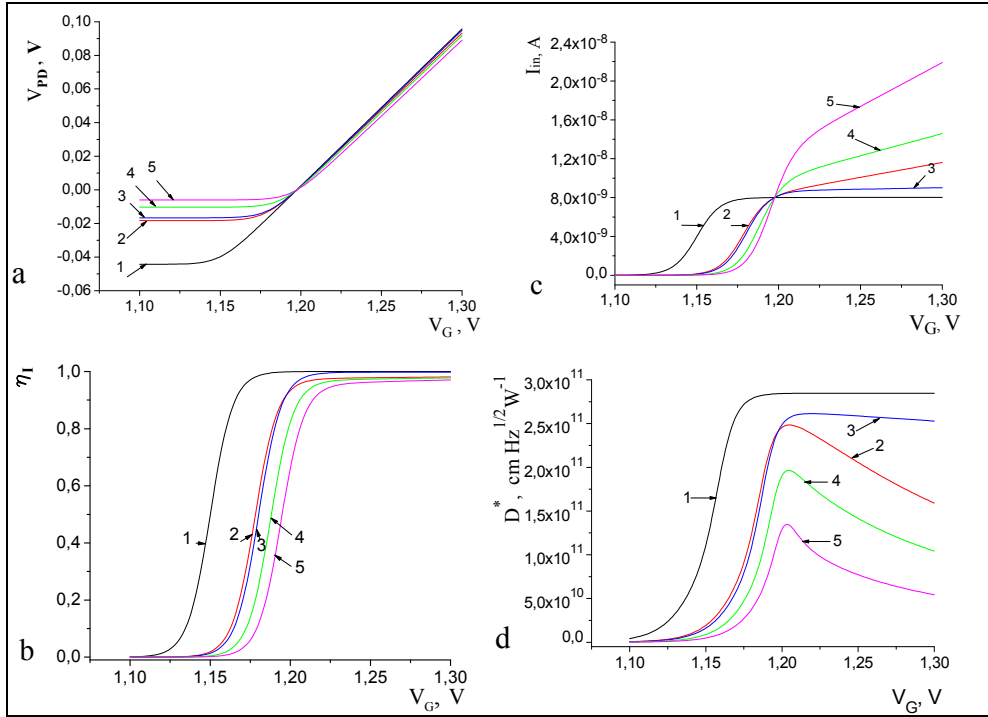 0,10
0,08
0,06
0,04
0,02
0,00
-0,02
-0,04
-0,06
V_PD, V
1,10 1,15 1,20 1,25 1,30
V_G, V
5
4
3
2
1
a
2,4x10^-8
2,0x10^-8
1,6x10^-8
1,2x10^-8
8,0x10^-9
4,0x10^-9
0,0
I_in, A
1,10 1,15 1,20 1,25 1,30
V_G, V
5
4
3
1 2
c
η_I
1,0
0,8
0,6
0,4
0,2
0,0
1,10 1,15 1,20 1,25 1,30
V_G, V
1 2 3 4
5
b
3,0x10^11
2,5x10^11
2,0x10^11
1,5x10^11
1,0x10^11
5,0x10^10
0,0
D^*, cm Hz^1/2 W^-1
1,10 1,15 1,20 1,25 1,30
V_G, V
3
2
1 4
5
d